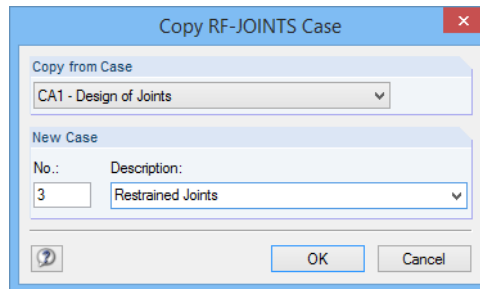 Copy RF-JOINTS Case
Copy from Case
CA1 - Design of Joints
New Case
No.: Description:
3 Restrained Joints
OK Cancel